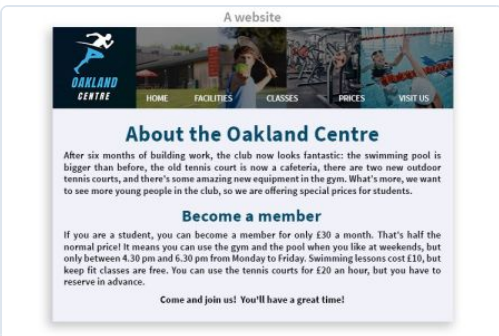 A website
OAKLAND
CENTRE
HOME FACILITIES CLASSES PRICES VISIT US
About the Oakland Centre
After six months of building work, the club now looks fantastic: the swimming pool is
bigger than before, the old tennis court is now a cafeteria, there are two new outdoor
tennis courts, and there's some amazing new equipment in the gym. What's more, we want
to see more young people in the club, so we are offering special prices for students.
Become a member
If you are a student, you can become a member for only £30 a month. That's half the
normal price! It means you can use the gym and the pool when you like at weekends, but
only between 4.30 pm and 6.30 pm from Monday to Friday. Swimming lessons cost £10, but
keep fit classes are free. You can use the tennis courts for £20 an hour, but you have to
reserve in advance.
Come and join us! You'll have a great time!